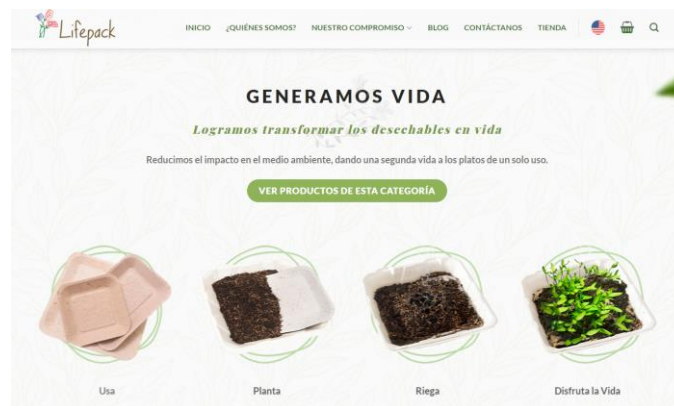 Lifepack
INICIO ¿QUIÉNES SOMOS? NUESTRO COMPROMISO BLOG CONTÁCTANOS TIENDA
GENERAMOS VIDA
Logramos transformar los desechables en vida
Reducimos el impacto en el medio ambiente, dando una segunda vida a los platos de un solo uso.
VER PRODUCTOS DE ESTA CATEGORÍA
Usa Planta Riega Disfruta la Vida